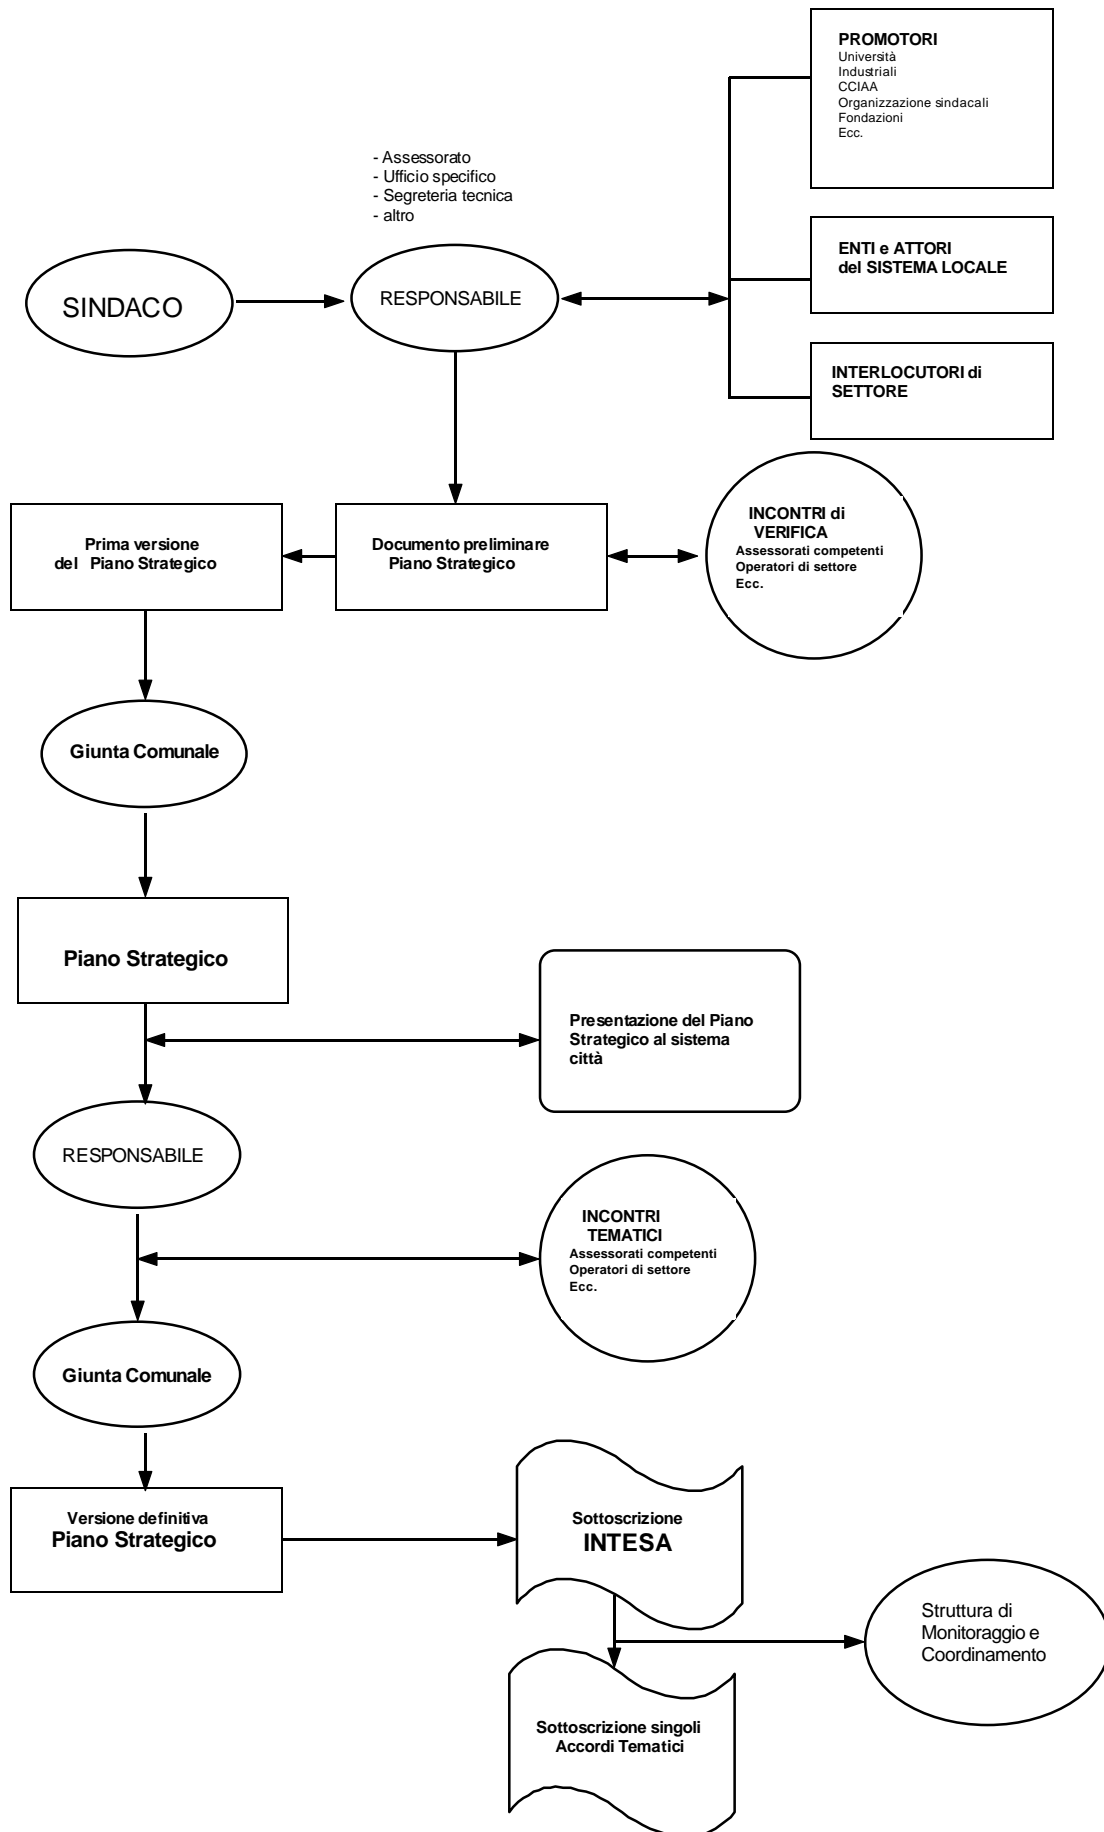 PROMOTORI
Università
Industriali
CCIAA
Organizzazione sindacali
Fondazioni
Ecc.
- Assessorato
- Ufficio specifico
- Segreteria tecnica
- altro
SINDACO
RESPONSABILE
ENTI e ATTORI
del SISTEMA LOCALE
INTERLOCUTORI di
SETTORE
Prima versione
del Piano Strategico
Documento preliminare
Piano Strategico
INCONTRI di
VERIFICA
Assessorati competenti
Operatori di settore
Ecc.
Giunta Comunale
Piano Strategico
Presentazione del Piano
Strategico al sistema
città
RESPONSABILE
INCONTRI
TEMATICI
Assessorati competenti
Operatori di settore
Ecc.
Giunta Comunale
Versione definitiva
Piano Strategico
Sottoscrizione
INTESA
Struttura di
Monitoraggio e
Coordinamento
Sottoscrizione singoli
Accordi Tematici